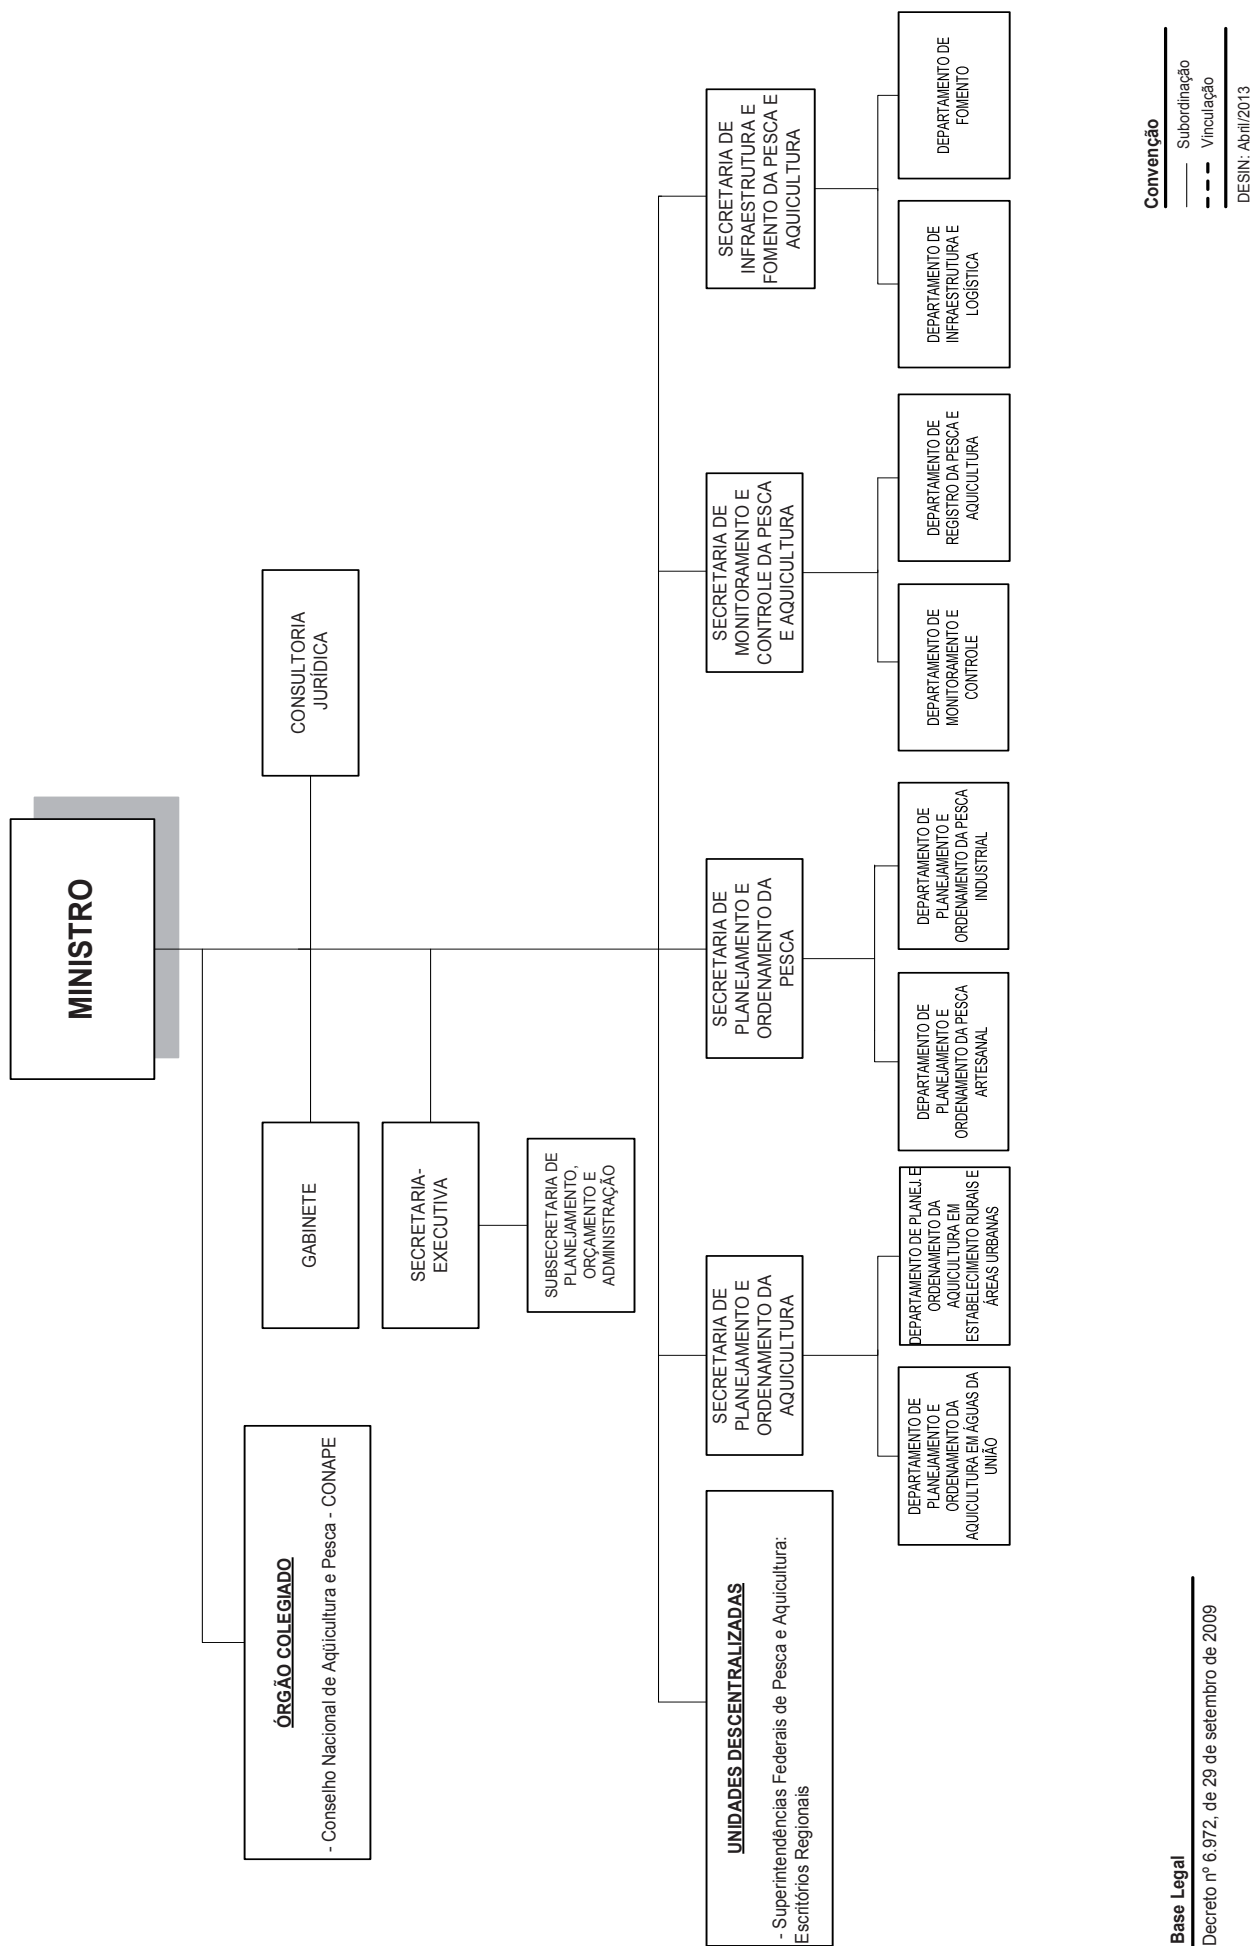 MINISTRO
ÓRGÃO COLEGIADO
- Conselho Nacional de Aqüicultura e Pesca - CONAPE
GABINETE
CONSULTORIA
JURÍDICA
SECRETARIA-
EXECUTIVA
SUBSECRETARIA DE
PLANEJAMENTO,
ORÇAMENTO E
ADMINISTRAÇÃO
UNIDADES DESCENTRALIZADAS
- Superintendências Federais de Pesca e Aquicultura:
Escritórios Regionais
SECRETARIA DE
PLANEJAMENTO E
ORDENAMENTO DA
AQUICULTURA
SECRETARIA DE
PLANEJAMENTO E
ORDENAMENTO DA
PESCA
SECRETARIA DE
MONITORAMENTO E
CONTROLE DA PESCA
E AQUICULTURA
SECRETARIA DE
INFRAESTRUTURA E
FOMENTO DA PESCA E
AQUICULTURA
DEPARTAMENTO DE
PLANEJAMENTO E
ORDENAMENTO DA
AQUICULTURA EM ÁGUAS DA
UNIÃO
DEPARTAMENTO DE PLANEJ. E
ORDENAMENTO DA
AQUICULTURA EM
ESTABELECIMENTO RURAIS E
ÁREAS URBANAS
DEPARTAMENTO DE
PLANEJAMENTO E
ORDENAMENTO DA PESCA
ARTESANAL
DEPARTAMENTO DE
PLANEJAMENTO E
ORDENAMENTO DA PESCA
INDUSTRIAL
DEPARTAMENTO DE
MONITORAMENTO E
CONTROLE
DEPARTAMENTO DE
REGISTRO DA PESCA E
AQUICULTURA
DEPARTAMENTO DE
INFRAESTRUTURA E
LOGÍSTICA
DEPARTAMENTO DE
FOMENTO
Base Legal
Decreto nº 6.972, de 29 de setembro de 2009
Convenção
Subordinação
Vinculação
DESIN: Abril/2013